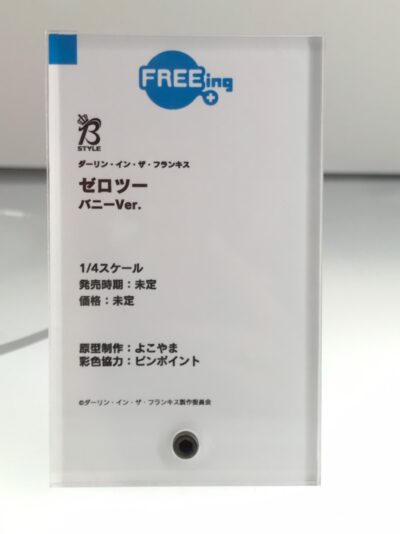 FREEing
B
STYLE
ダーリン・イン・ザ・フランキス
ゼロツー
バニーVer.
1/4スケール
発売時期：未定
価格：未定
原型制作：よこやま
彩色協力：ピンポイント
©ダーリン・イン・ザ・フランキス製作委員会